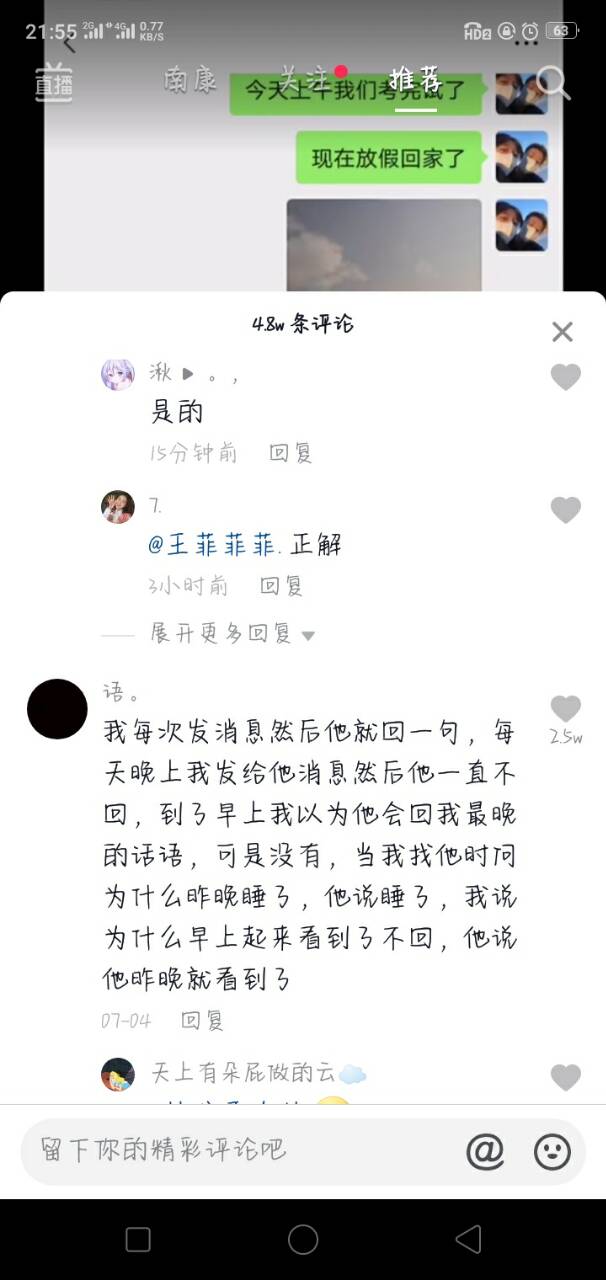 21:55 2G 4G 0.77 KB/S HD2 63
直播 南康 关注 推荐
今天上午我们考完试了
现在放假回家了
4.8w 条评论
湫▶。,
是的
15分钟前 回复
7.
@王菲菲菲. 正解
3小时前 回复
展开更多回复
语。
我每次发消息然后他就回一句，每
天晚上我发给他消息然后他一直不
回，到了早上我以为他会回我最晚
的话语，可是没有，当我找他时问
为什么昨晚睡了，他说睡了，我说
为什么早上起来看到了不回，他说
他昨晚就看到了
2.5w
07-04 回复
天上有朵屁做的云☁️
留下你的精彩评论吧